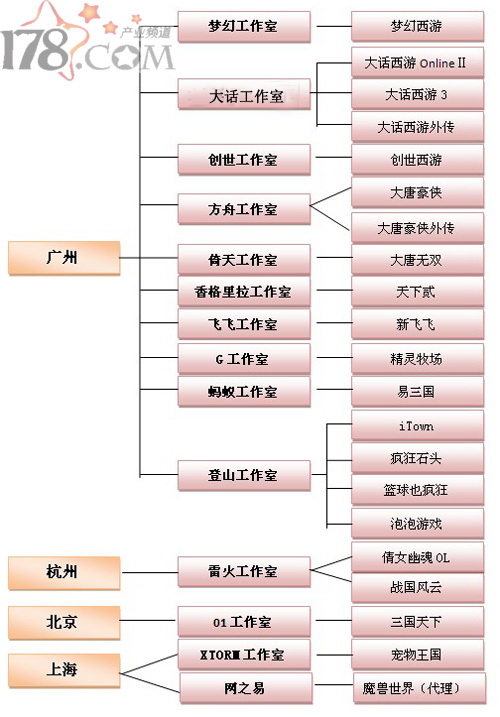 178.com
产业频道
梦幻工作室
梦幻西游
大话工作室
大话西游 Online Ⅱ
大话西游 3
大话西游外传
创世工作室
创世西游
方舟工作室
大唐豪侠
大唐豪侠外传
广州
倚天工作室
大唐无双
香格里拉工作室
天下贰
飞飞工作室
新飞飞
G 工作室
精灵牧场
蚂蚁工作室
易三国
登山工作室
iTown
疯狂石头
篮球也疯狂
泡泡游戏
杭州
雷火工作室
倩女幽魂 OL
战国风云
北京
01 工作室
三国天下
上海
XTORM 工作室
宠物王国
网之易
魔兽世界（代理）